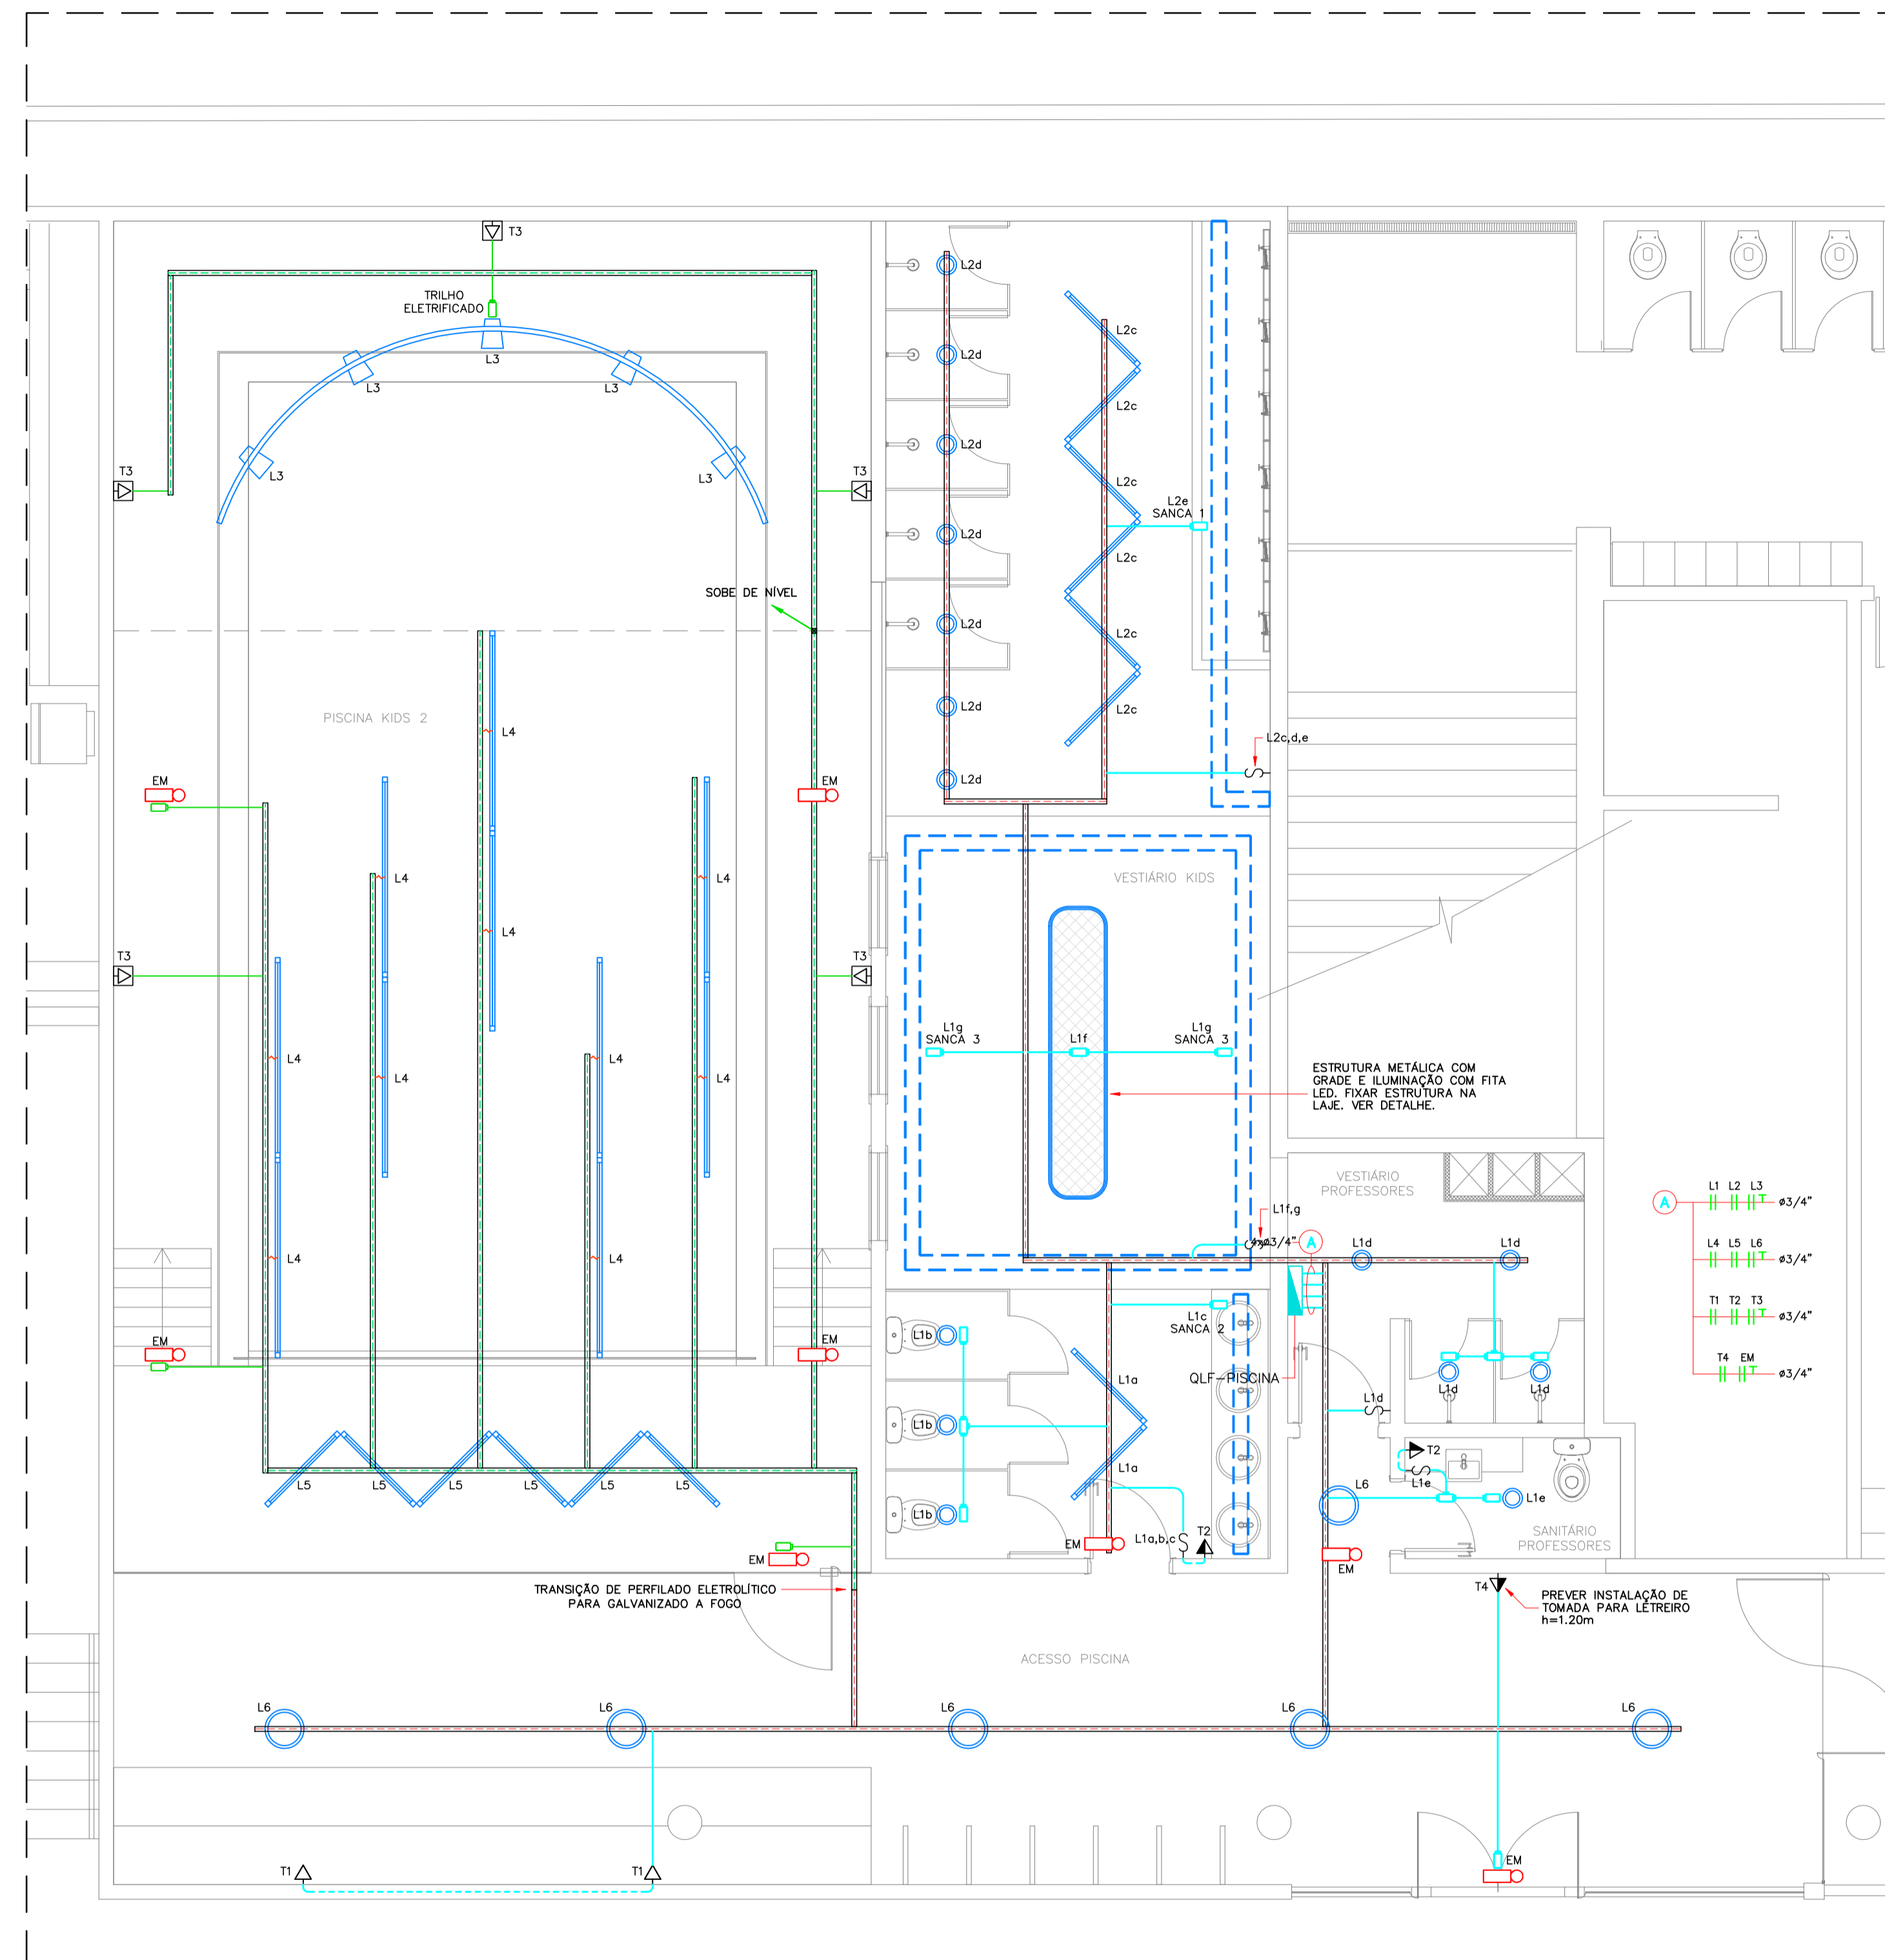 T3
TRILHO
ELETRIFICADO
L3
L3
L3
L3
L3
T3
T3
SOBE DE NÍVEL
PISCINA KIDS 2
L4
L4
L4
L4
L4
L4
L4
L4
L4
L4
EM
EM
T3
T3
EM
EM
L5
L5
L5
L5
L5
L5
EM
TRANSIÇÃO DE PERFILADO ELETROLÍTICO
PARA GALVANIZADO A FOGO
L2d
L2d
L2d
L2d
L2d
L2d
L2d
L2c
L2c
L2c
L2c
L2c
L2c
L2e
SANCA 1
L2c,d,e
VESTIÁRIO KIDS
L1g
SANCA 3
L1f
L1g
SANCA 3
ESTRUTURA METÁLICA COM
GRADE E ILUMINAÇÃO COM FITA
LED. FIXAR ESTRUTURA NA
LAJE. VER DETALHE.
VESTIÁRIO
PROFESSORES
L1f,g
4xø3/4"
A
L1d
L1d
L1c
SANCA 2
L1b
L1b
L1b
L1a
L1a
QLF-PISCINA
L1d
L1d
L1d
T2
L1e
L1e
L6
SANITÁRIO
PROFESSORES
EM
L1a,b,c
T2
EM
T4
PREVER INSTALAÇÃO DE
TOMADA PARA LETREIRO
h=1.20m
ACESSO PISCINA
L6
L6
L6
L6
L6
T1
T1
EM
A
L1 L2 L3
ø3/4"
L4 L5 L6
ø3/4"
T1 T2 T3
ø3/4"
T4 EM
ø3/4"